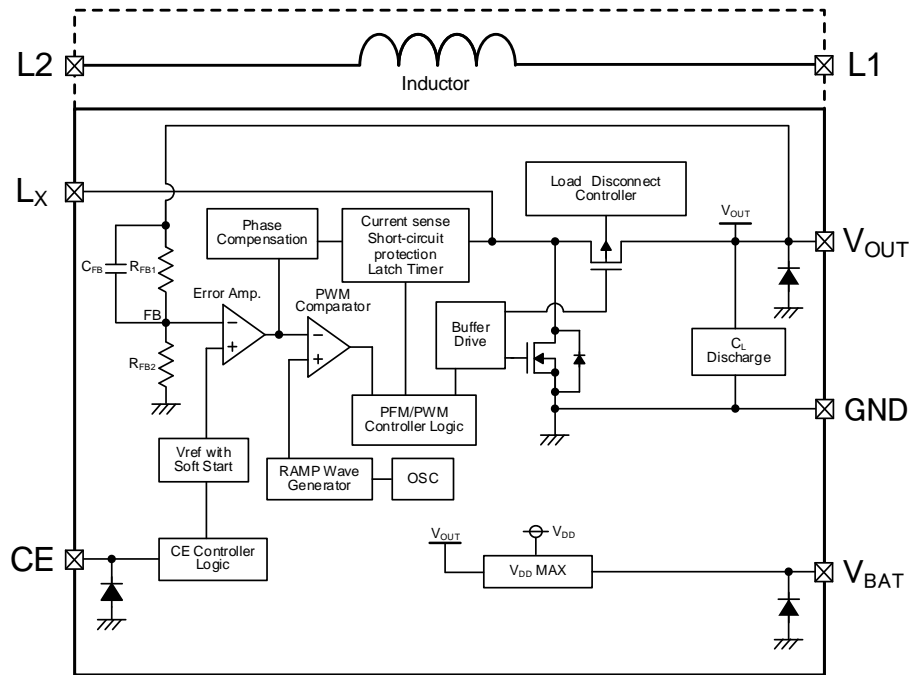 L2
L1
Inductor
LX
Load Disconnect
Controller
VOUT
Phase
Compensation
Current sense
Short-circuit
protection
Latch Timer
VOUT
CFB
RFB1
Error Amp.
PWM
Comparator
FB
Buffer
Drive
CL
Discharge
RFB2
PFM/PWM
Controller Logic
GND
Vref with
Soft Start
RAMP Wave
Generator
OSC
CE
CE Controller
Logic
VOUT
VDD
VDD MAX
VBAT